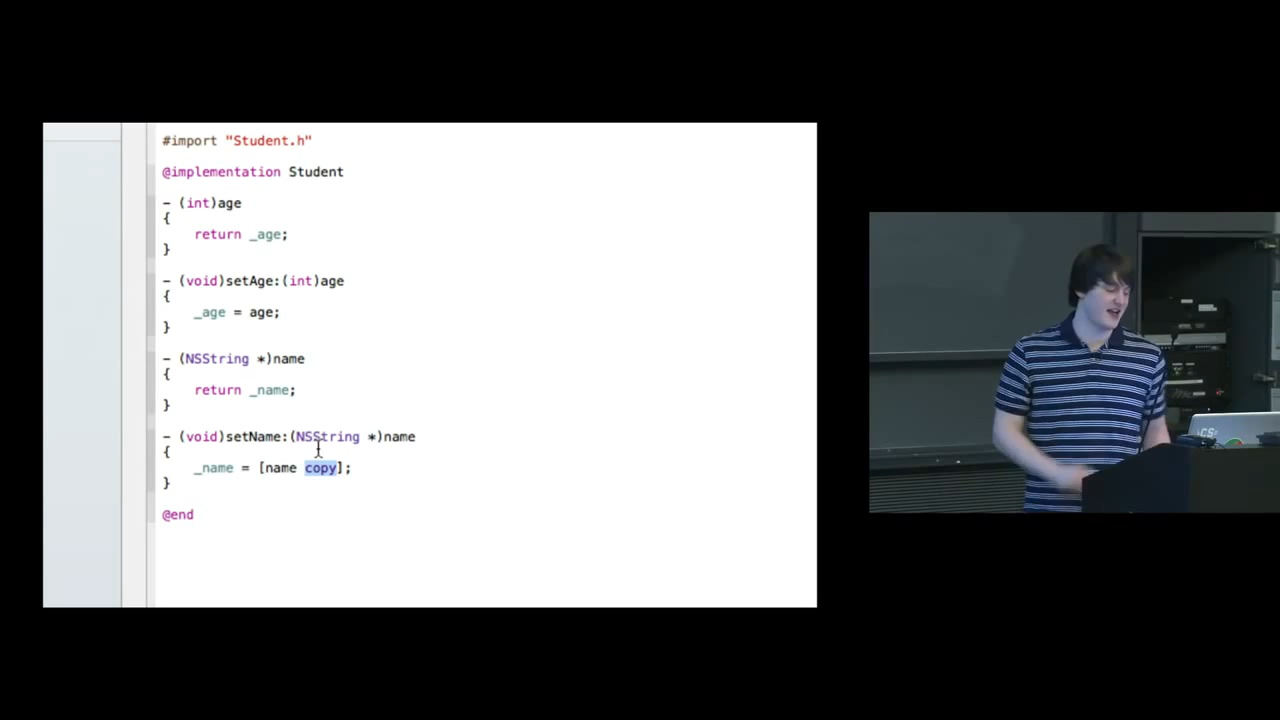 #import "Student.h"
@implementation Student
- (int)age
{
return _age;
}
- (void)setAge:(int)age
{
_age = age;
}
- (NSString *)name
{
return _name;
}
- (void)setName:(NSString *)name
{
_name = [name copy];
}
@end
CS